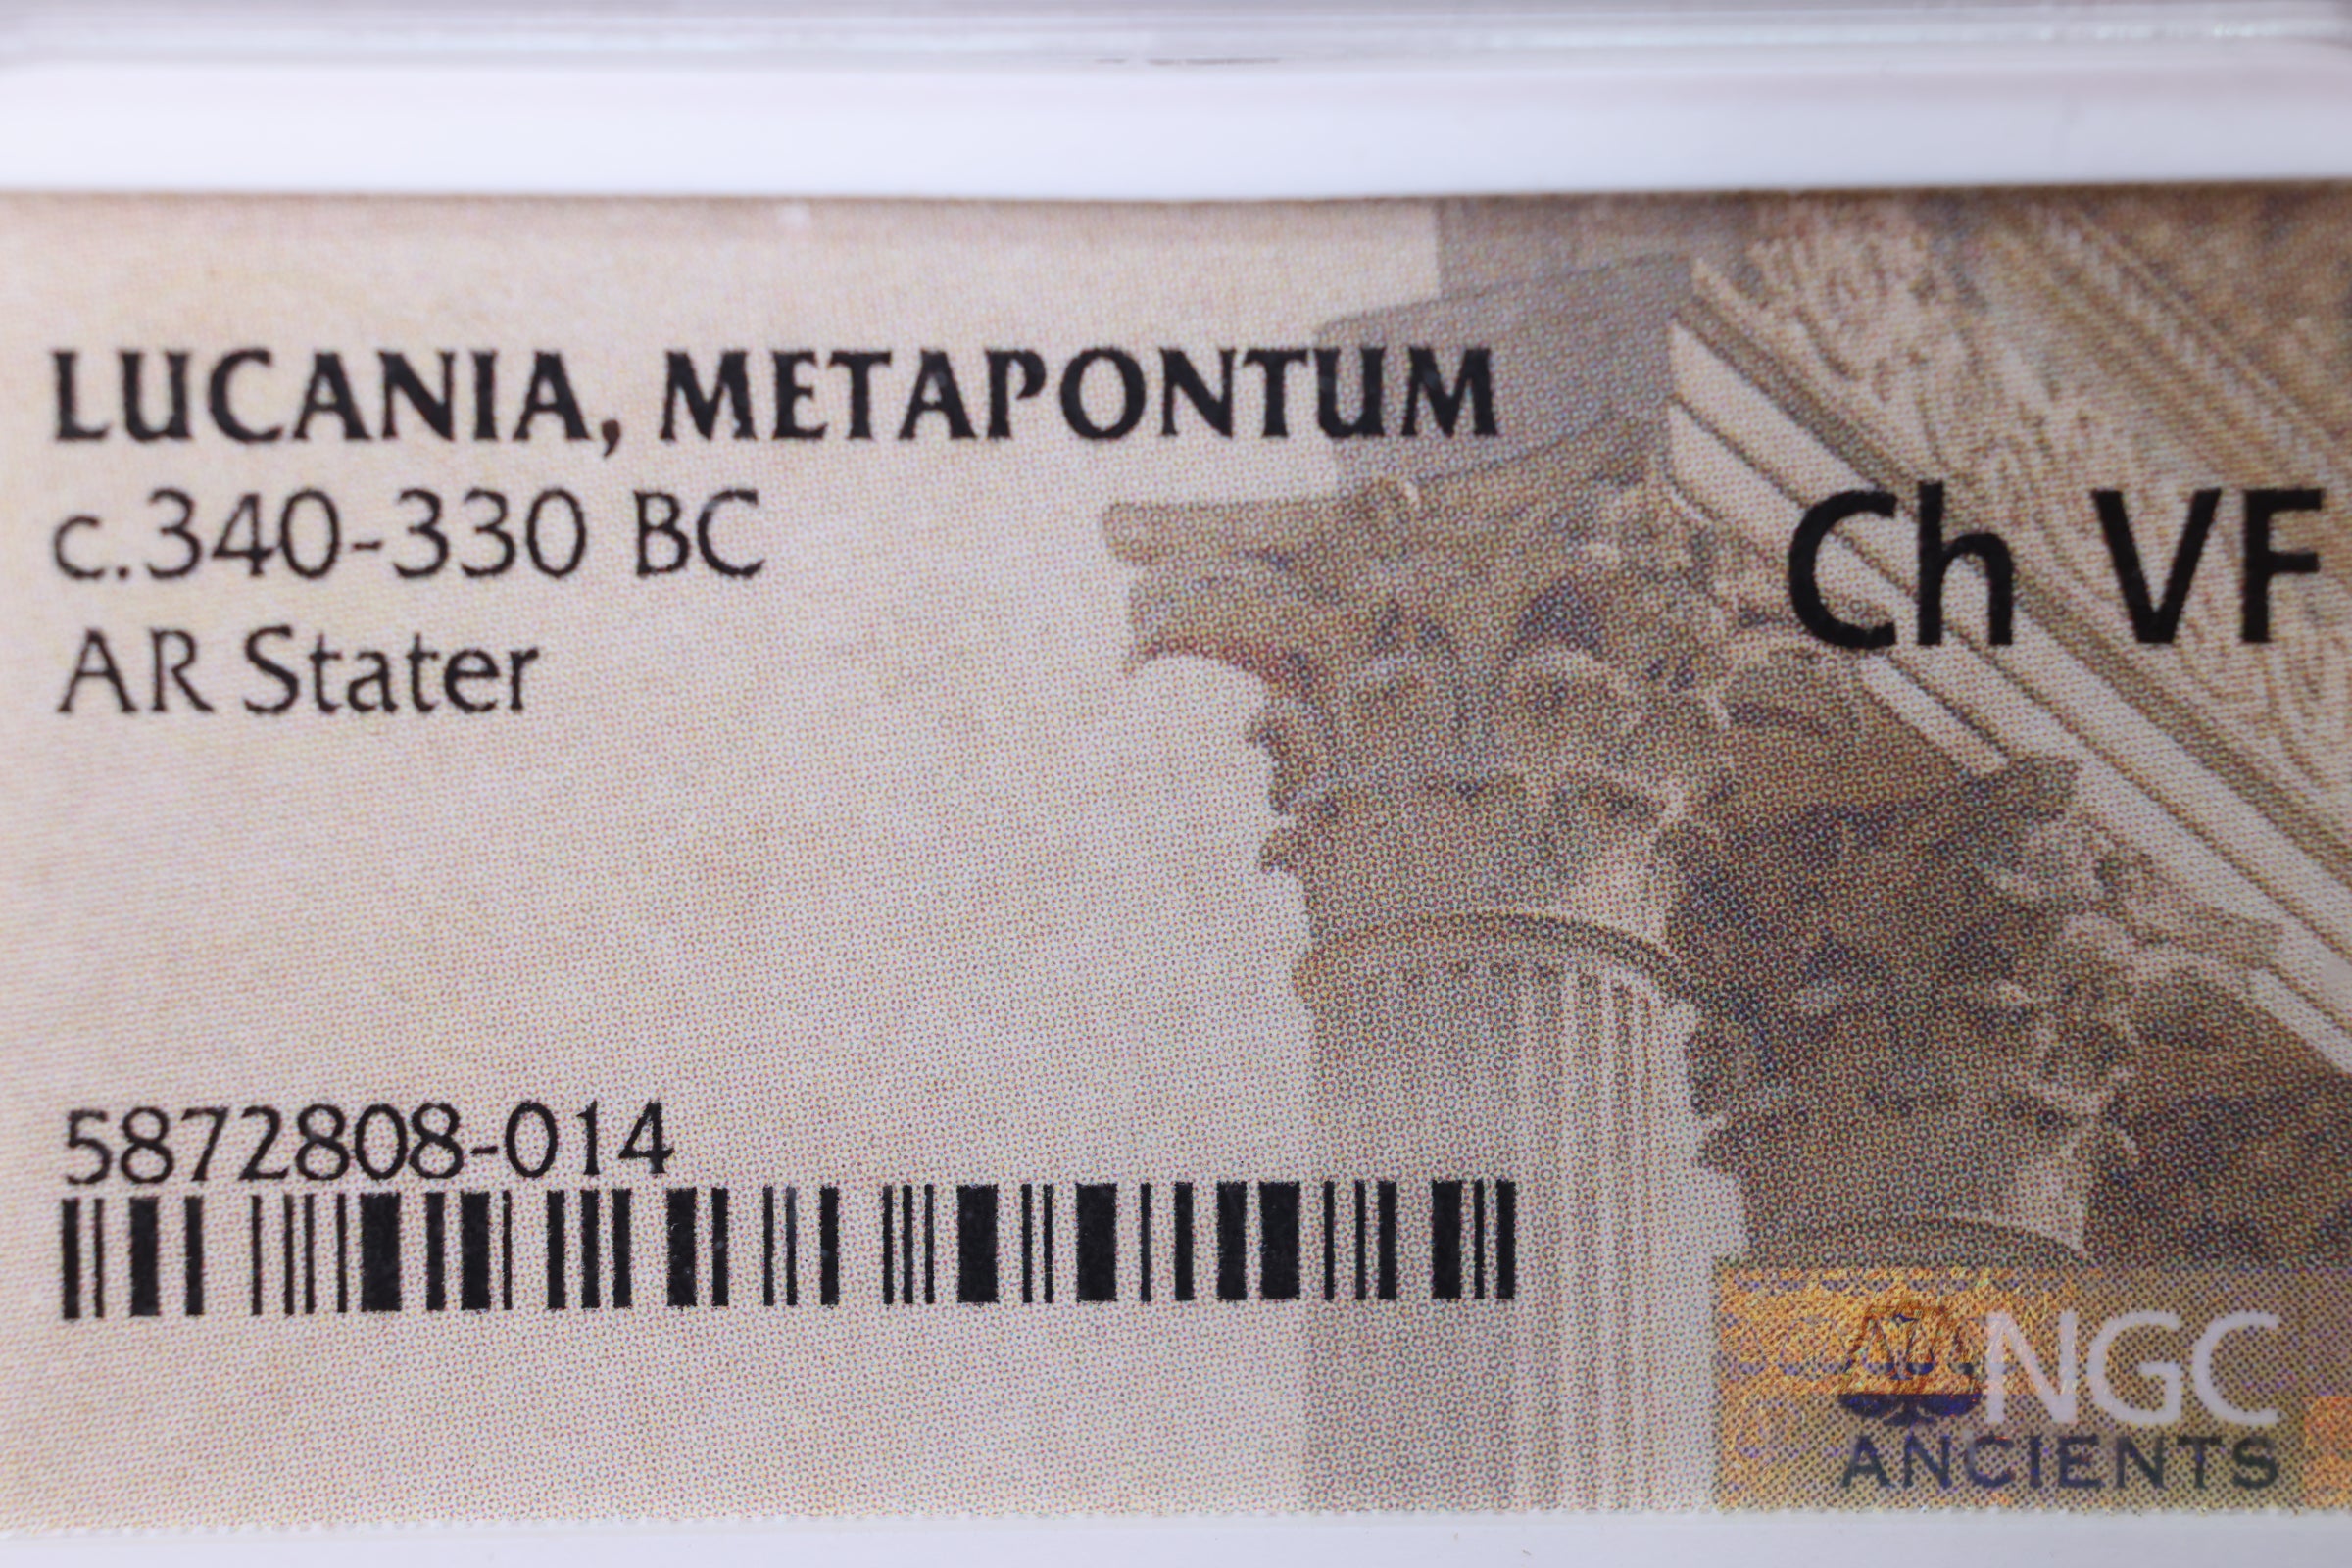 LUCANIA, METAPONTUM
c.340-330 BC
AR Stater
Ch VF
5872808-014
NGC
ANCIENTS